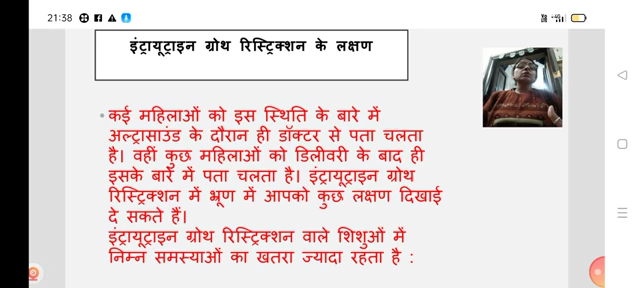 21:38
इंट्रायूट्राइन ग्रोथ रिस्ट्रिक्शन के लक्षण
कई महिलाओं को इस स्थिति के बारे में
अल्ट्रासाउंड के दौरान ही डॉक्टर से पता चलता
है। वहीं कुछ महिलाओं को डिलीवरी के बाद ही
इसके बारे में पता चलता है। इंट्रायूट्राइन ग्रोथ
रिस्ट्रिक्शन में भ्रूण में आपको कुछ लक्षण दिखाई
दे सकते हैं।
इंट्रायूट्राइन ग्रोथ रिस्ट्रिक्शन वाले शिशुओं में
निम्न समस्याओं का खतरा ज्यादा रहता है :